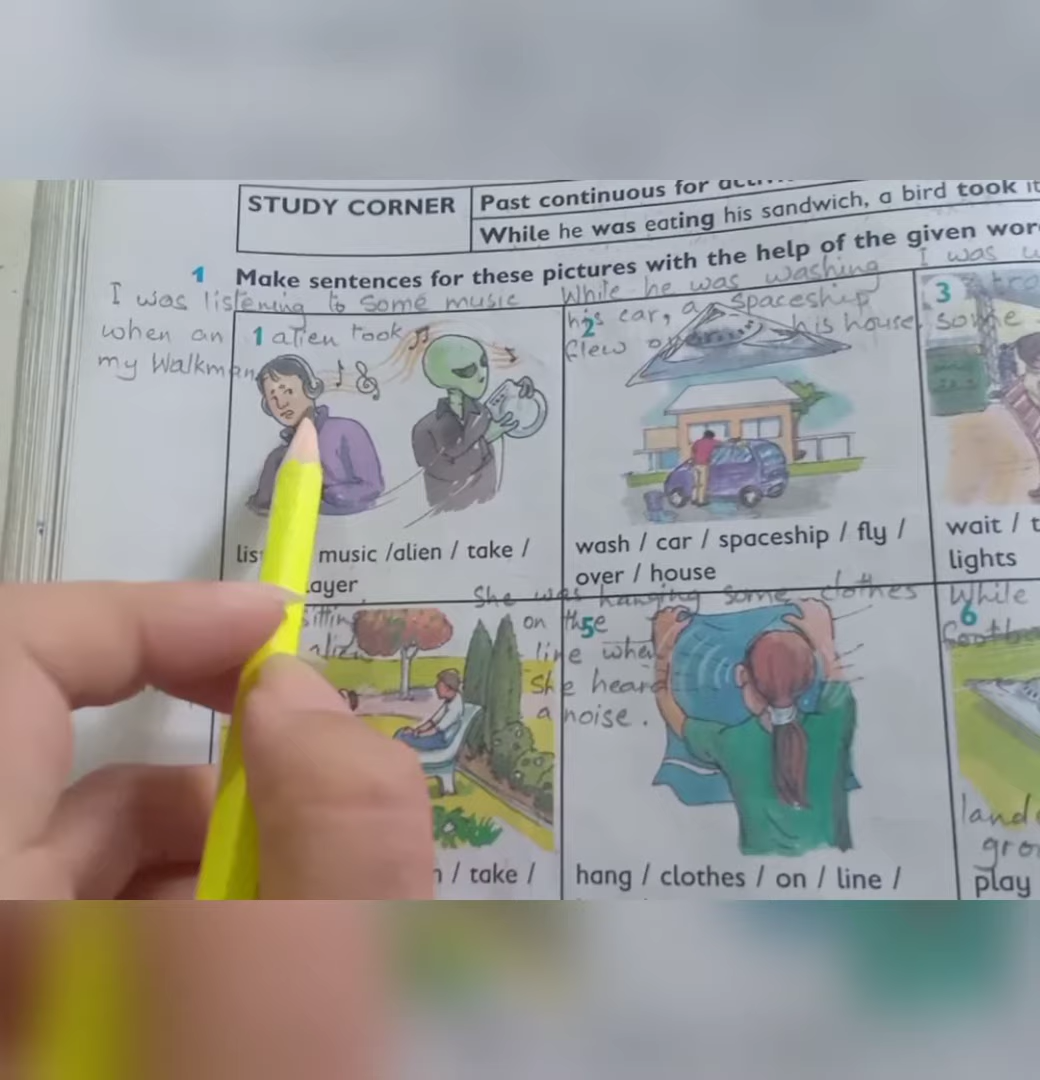 STUDY CORNER
Past continuous for
While he was eating his sandwich, a bird took it
1 Make sentences for these pictures with the help of the given
I was listening to some music
when an alien took
my Walkman
1
While he was washing
his car, a spaceship
flew his house
2
I was
3
some
listen music /alien / take /
wash / car / spaceship / fly /
over / house
wait /
lights
sitting
alien
She was hanging some clothes
on the
line when
she heard
a noise.
5
While
6
land
/ take /
hang / clothes / on / line /
play